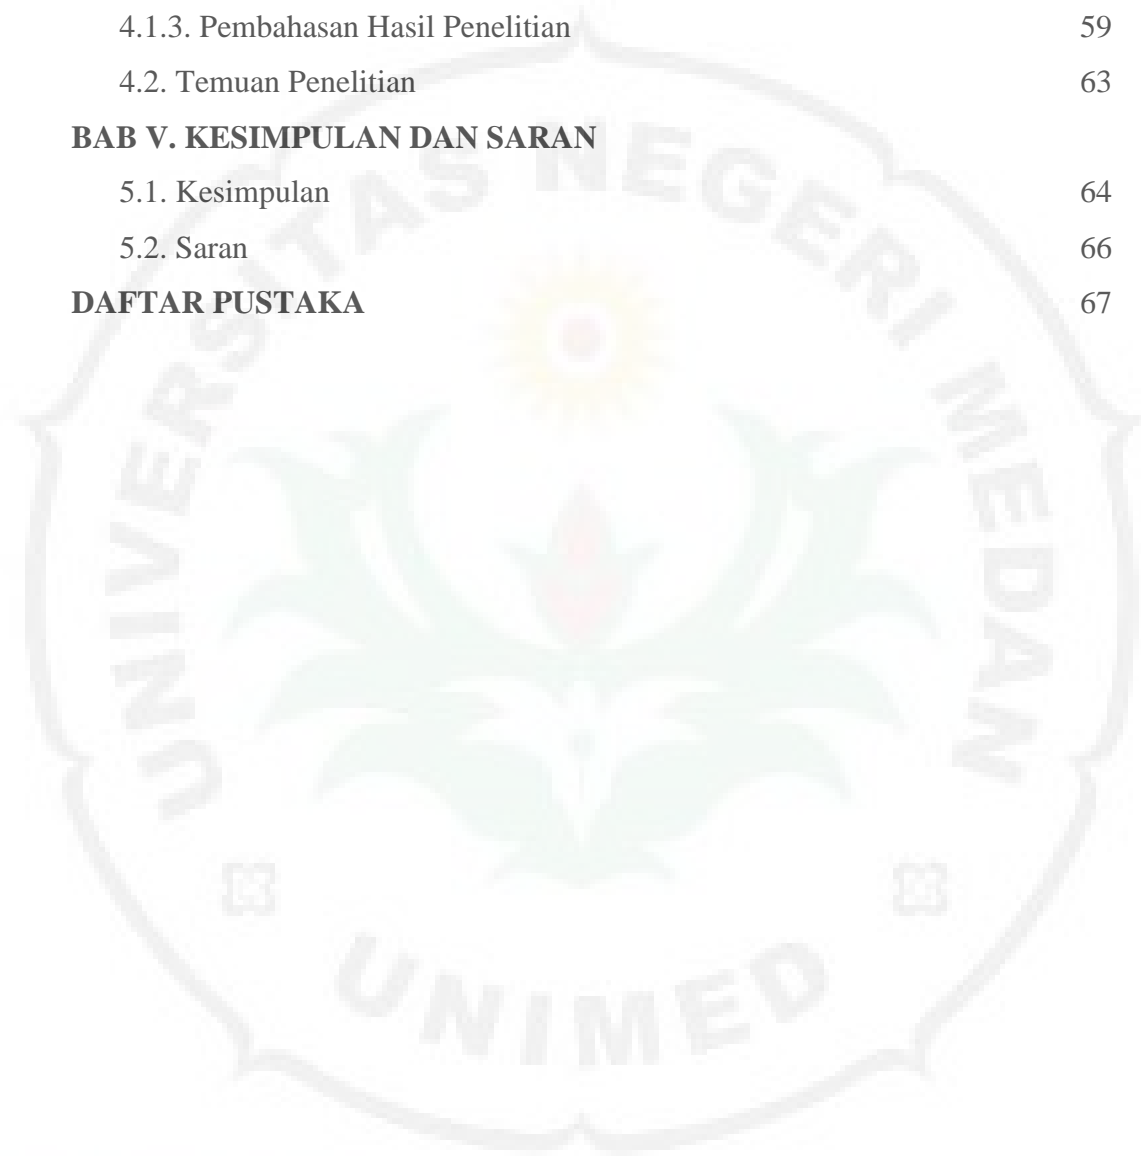 4.1.3. Pembahasan Hasil Penelitian 59
4.2. Temuan Penelitian 63
BAB V. KESIMPULAN DAN SARAN
5.1. Kesimpulan 64
5.2. Saran 66
DAFTAR PUSTAKA 67
UNIVERSITAS NEGERI MEDAN
UNIMED